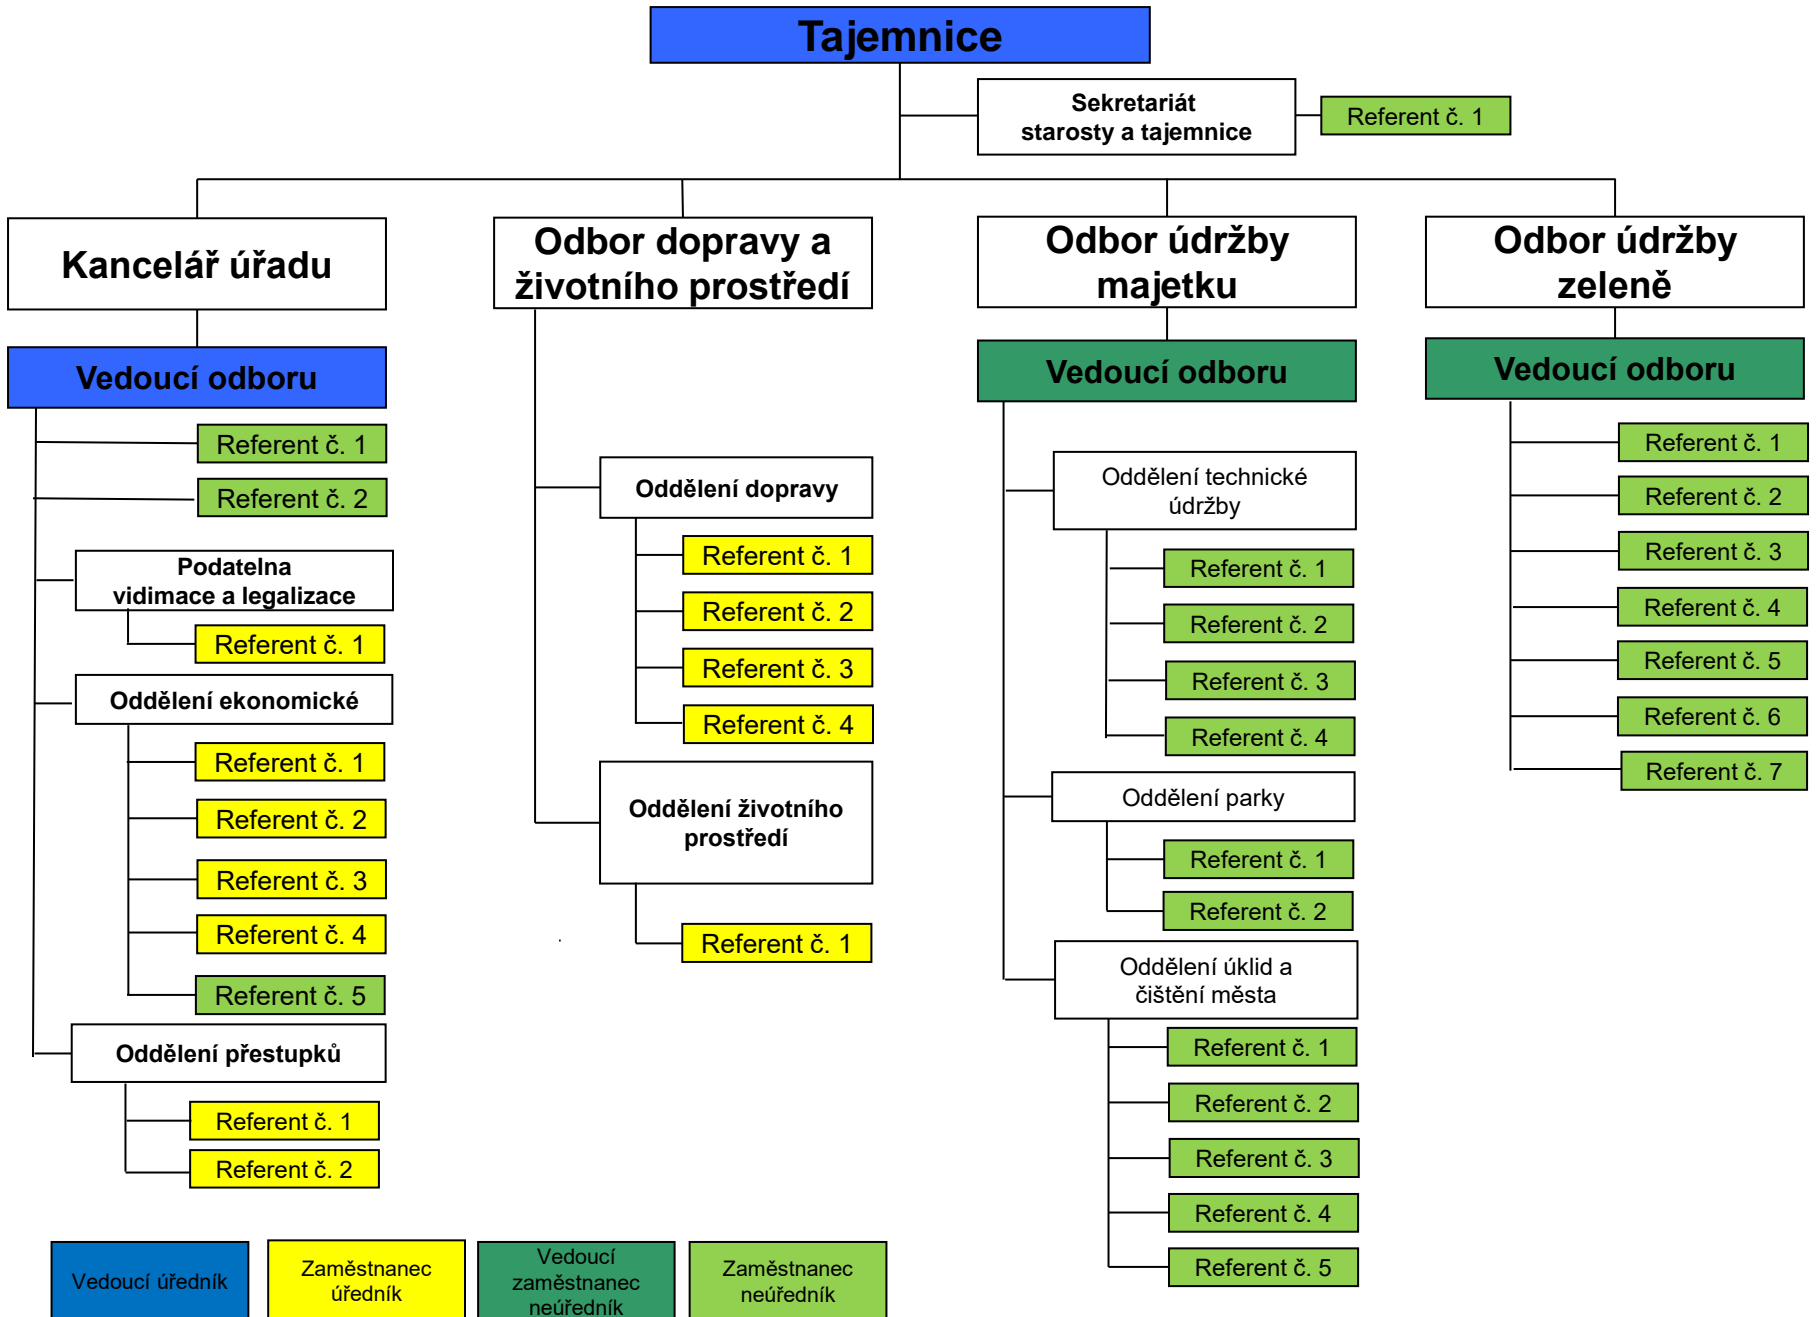 Tajemnice
Sekretariát
starosty a tajemnice
Referent č. 1
Kancelář úřadu
Vedoucí odboru
Referent č. 1
Referent č. 2
Podatelna
vidimace a legalizace
Referent č. 1
Oddělení ekonomické
Referent č. 1
Referent č. 2
Referent č. 3
Referent č. 4
Referent č. 5
Oddělení přestupků
Referent č. 1
Referent č. 2
Odbor dopravy a
životního prostředí
Oddělení dopravy
Referent č. 1
Referent č. 2
Referent č. 3
Referent č. 4
Oddělení životního
prostředí
Referent č. 1
Odbor údržby
majetku
Vedoucí odboru
Oddělení technické
údržby
Referent č. 1
Referent č. 2
Referent č. 3
Referent č. 4
Oddělení parky
Referent č. 1
Referent č. 2
Oddělení úklid a
čištění města
Referent č. 1
Referent č. 2
Referent č. 3
Referent č. 4
Referent č. 5
Odbor údržby
zeleně
Vedoucí odboru
Referent č. 1
Referent č. 2
Referent č. 3
Referent č. 4
Referent č. 5
Referent č. 6
Referent č. 7
Vedoucí úředník
Zaměstnanec
úředník
Vedoucí
zaměstnanec
neúředník
Zaměstnanec
neúředník